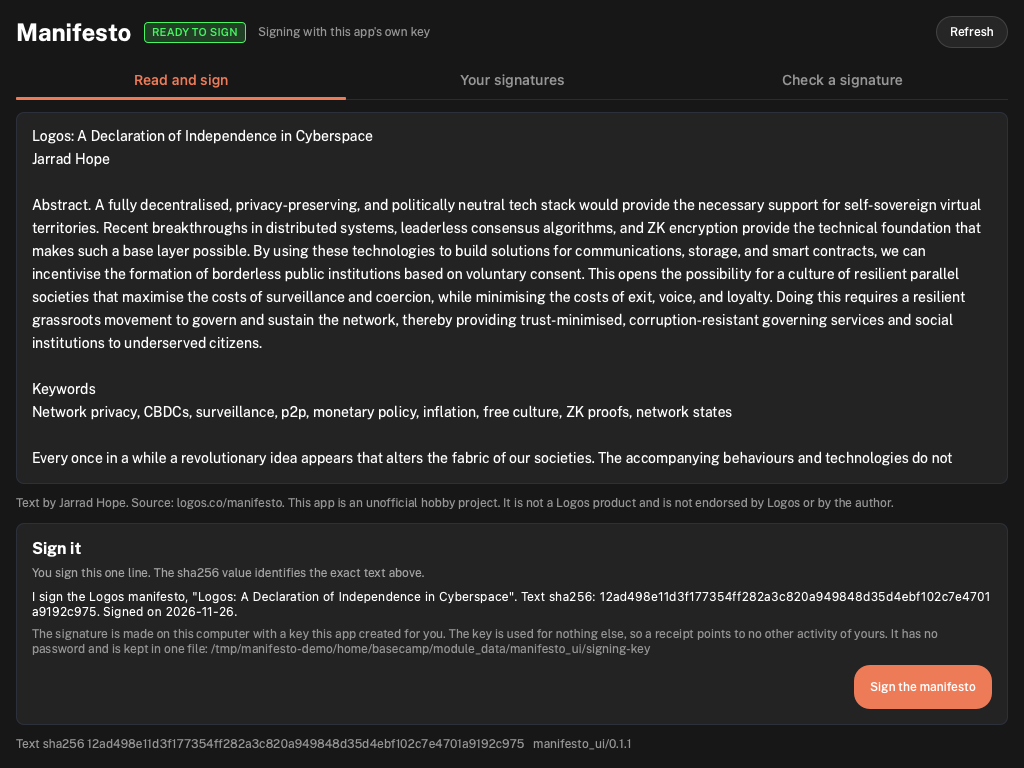 Manifesto
READY TO SIGN
Signing with this app's own key
Refresh
Read and sign
Your signatures
Check a signature
Logos: A Declaration of Independence in Cyberspace
Jarrad Hope
Abstract. A fully decentralised, privacy-preserving, and politically neutral tech stack would provide the necessary support for self-sovereign virtual
territories. Recent breakthroughs in distributed systems, leaderless consensus algorithms, and ZK encryption provide the technical foundation that
makes such a base layer possible. By using these technologies to build solutions for communications, storage, and smart contracts, we can
incentivise the formation of borderless public institutions based on voluntary consent. This opens the possibility for a culture of resilient parallel
societies that maximise the costs of surveillance and coercion, while minimising the costs of exit, voice, and loyalty. Doing this requires a resilient
grassroots movement to govern and sustain the network, thereby providing trust-minimised, corruption-resistant governing services and social
institutions to underserved citizens.
Keywords
Network privacy, CBDCs, surveillance, p2p, monetary policy, inflation, free culture, ZK proofs, network states
Every once in a while a revolutionary idea appears that alters the fabric of our societies. The accompanying behaviours and technologies do not
Text by Jarrad Hope. Source: logos.co/manifesto. This app is an unofficial hobby project. It is not a Logos product and is not endorsed by Logos or by the author.
Sign it
You sign this one line. The sha256 value identifies the exact text above.
I sign the Logos manifesto, "Logos: A Declaration of Independence in Cyberspace". Text sha256: 12ad498e11d3f177354ff282a3c820a949848d35d4ebf102c7e4701
a9192c975. Signed on 2026-11-26.
The signature is made on this computer with a key this app created for you. The key is used for nothing else, so a receipt points to no other activity of yours. It has no
password and is kept in one file: /tmp/manifesto-demo/home/basecamp/module_data/manifesto_ui/signing-key
Sign the manifesto
Text sha256 12ad498e11d3f177354ff282a3c820a949848d35d4ebf102c7e4701a9192c975 manifesto_ui/0.1.1